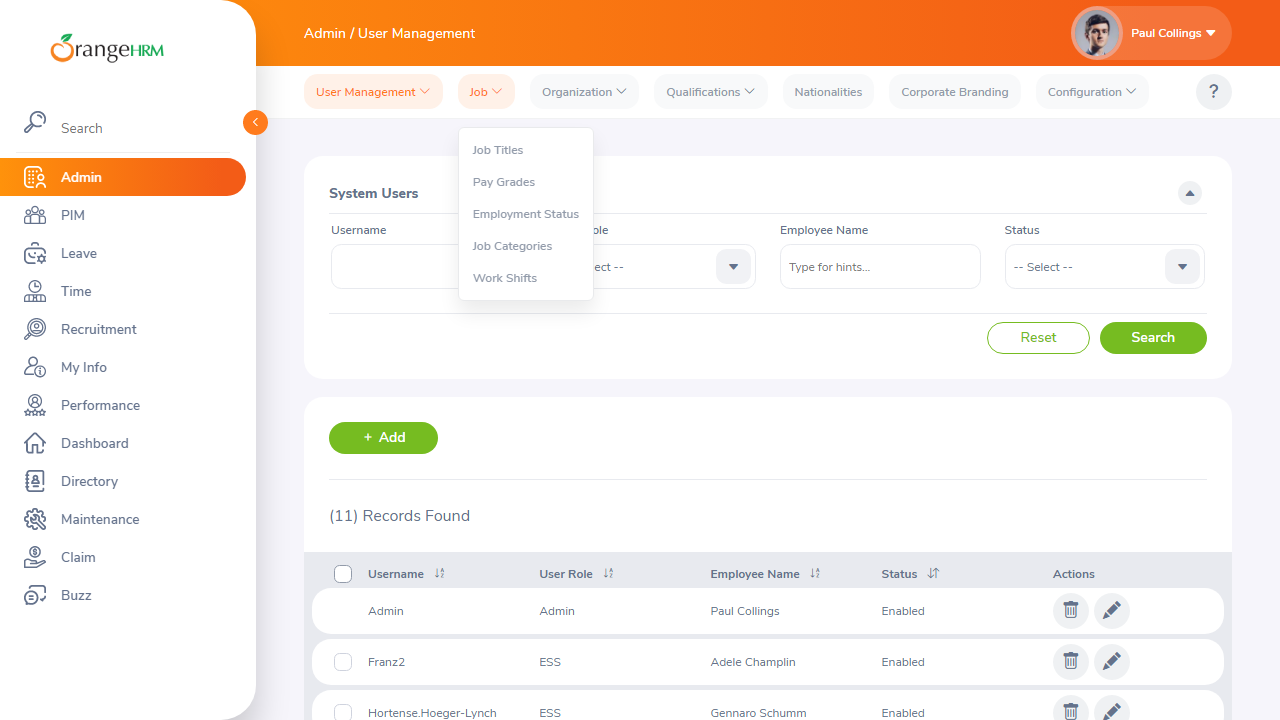 OrangeHRM
Admin / User Management
Paul Collings
User Management
Job
Organization
Qualifications
Nationalities
Corporate Branding
Configuration
?
Search
Admin
PIM
Leave
Time
Recruitment
My Info
Performance
Dashboard
Directory
Maintenance
Claim
Buzz
Job Titles
Pay Grades
Employment Status
Job Categories
Work Shifts
System Users
Username
Employee Name
Status
Type for hints...
-- Select --
Reset
Search
+ Add
(11) Records Found
Username User Role Employee Name Status Actions
Admin Admin Paul Collings Enabled
Franz2 ESS Adele Champlin Enabled
Hortense.Hoeger-Lynch ESS Gennaro Schumm Enabled